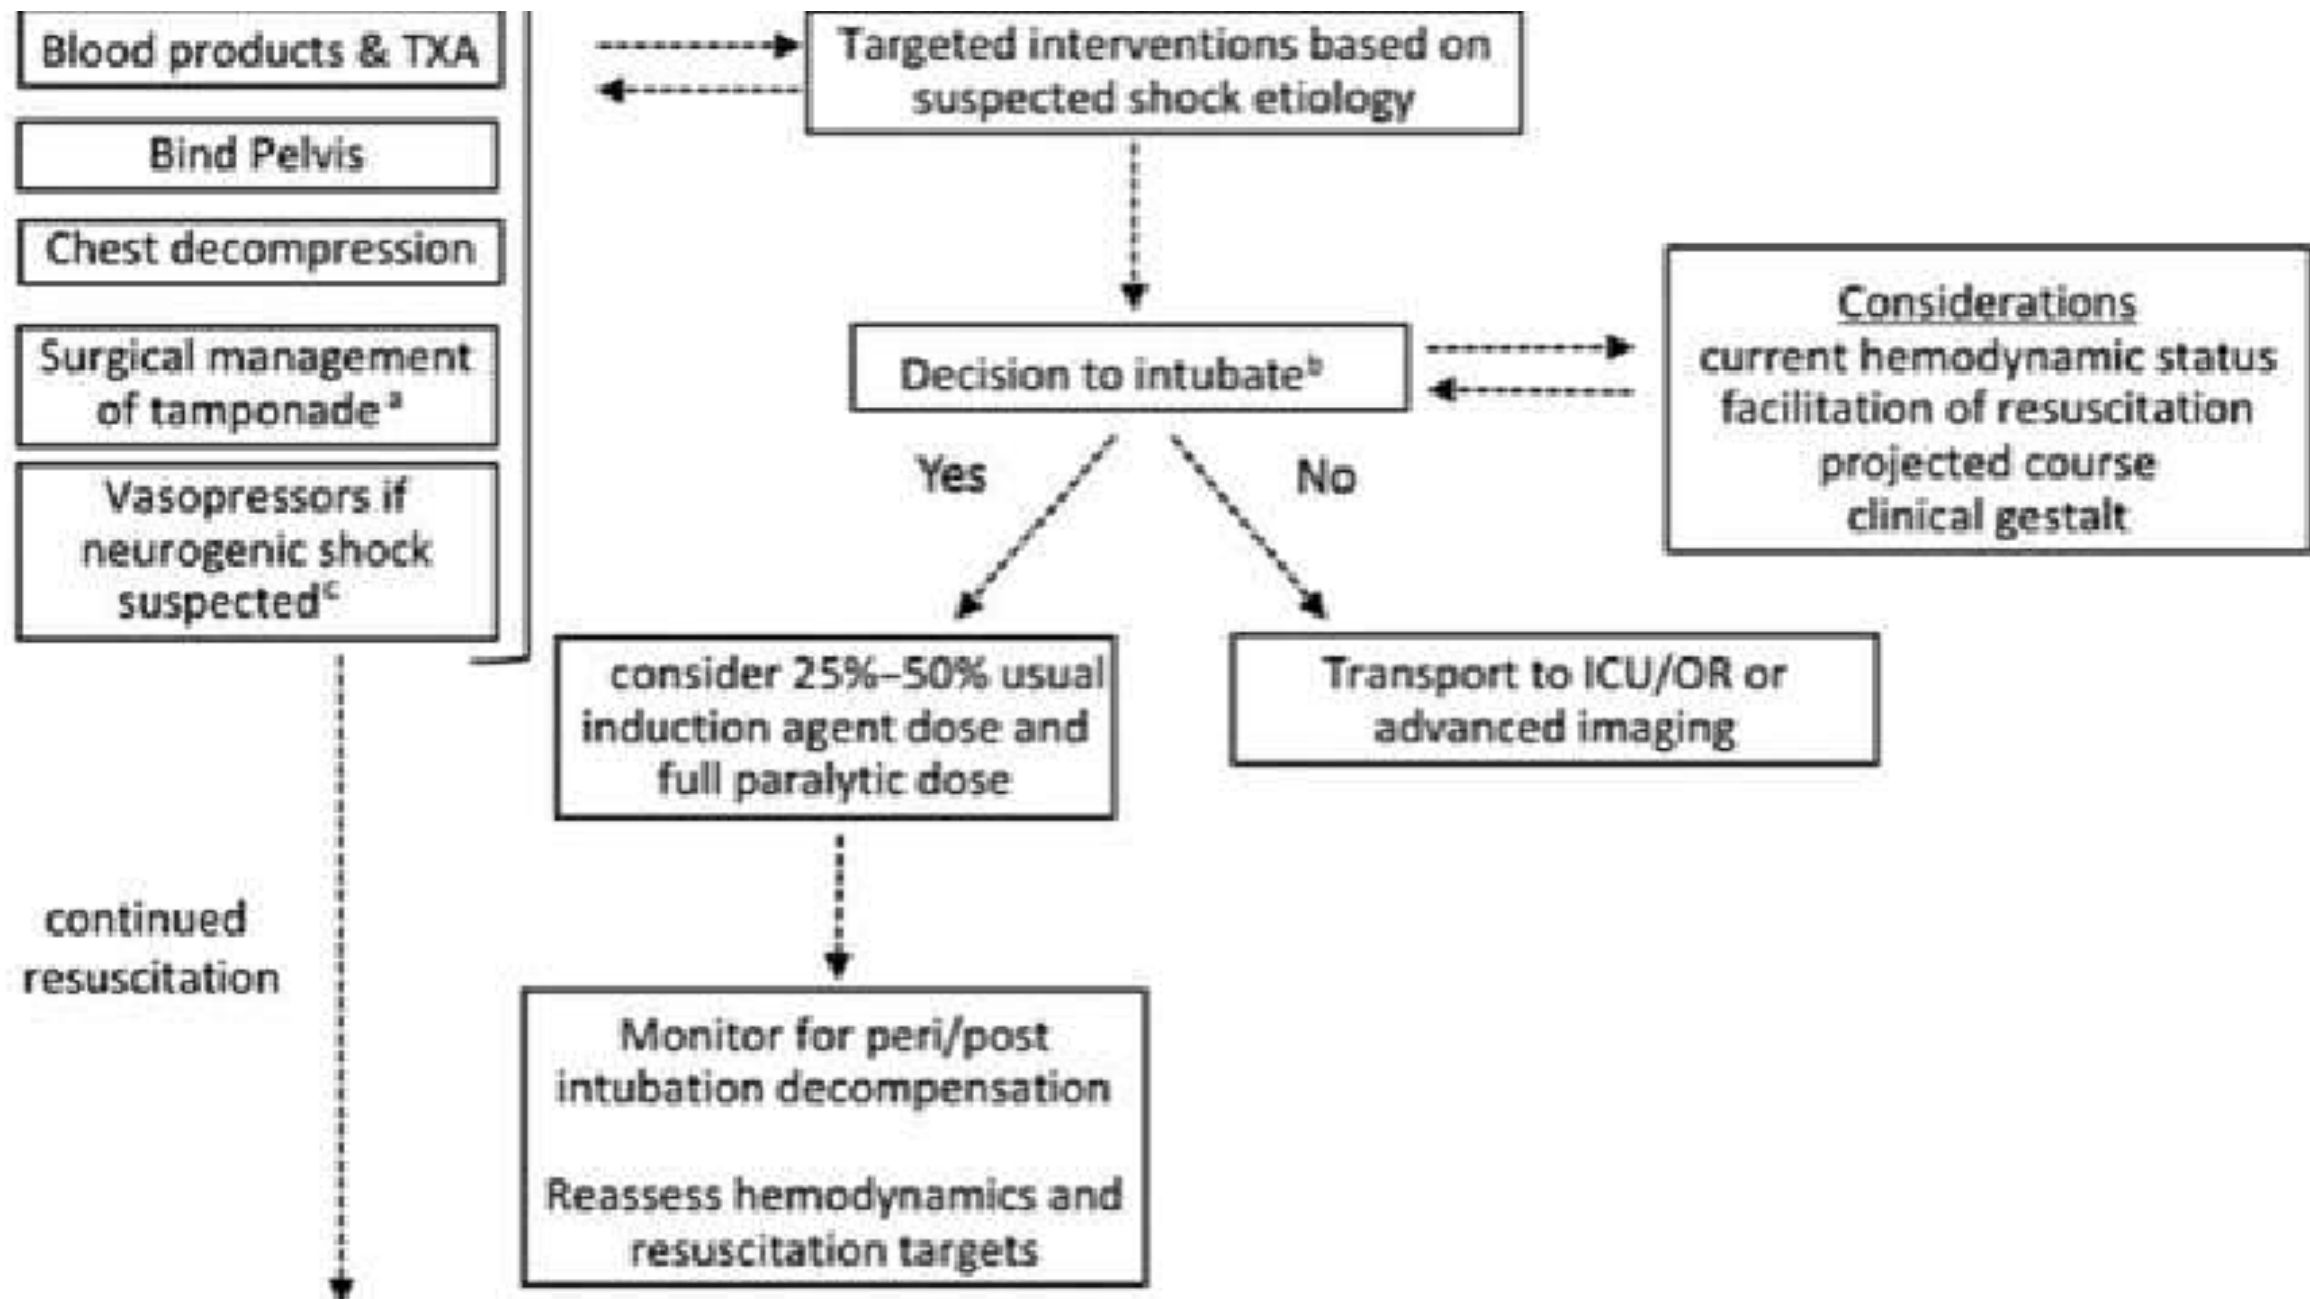 Blood products & TXA
Bind Pelvis
Chest decompression
Surgical management
of tamponade a
Vasopressors if
neurogenic shock
suspected c
continued
resuscitation
Targeted interventions based on
suspected shock etiology
Decision to intubate b
Considerations
current hemodynamic status
facilitation of resuscitation
projected course
clinical gestalt
Yes
No
consider 25%–50% usual
induction agent dose and
full paralytic dose
Transport to ICU/OR or
advanced imaging
Monitor for peri/post
intubation decompensation
Reassess hemodynamics and
resuscitation targets